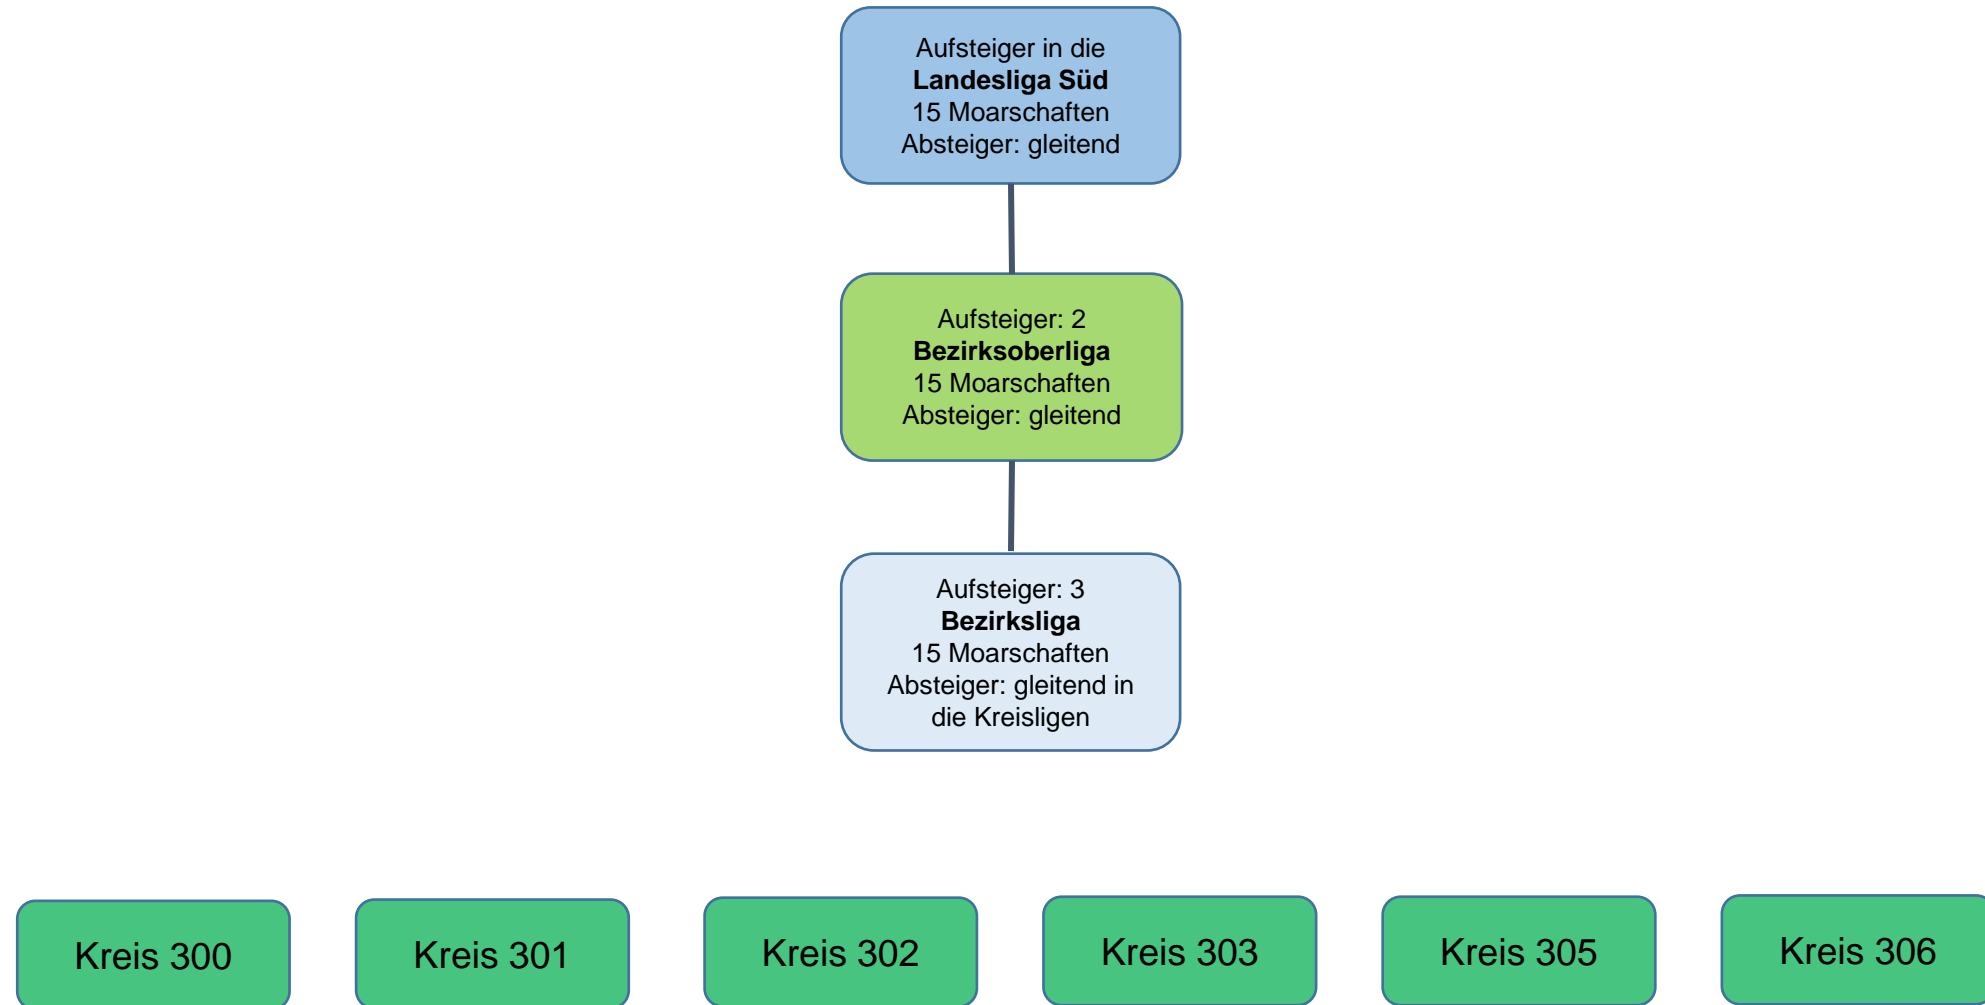 Aufsteiger in die
Landesliga Süd
15 Moarschaften
Absteiger: gleitend
Aufsteiger: 2
Bezirksoberliga
15 Moarschaften
Absteiger: gleitend
Aufsteiger: 3
Bezirksliga
15 Moarschaften
Absteiger: gleitend in
die Kreisligen
Kreis 300
Kreis 301
Kreis 302
Kreis 303
Kreis 305
Kreis 306